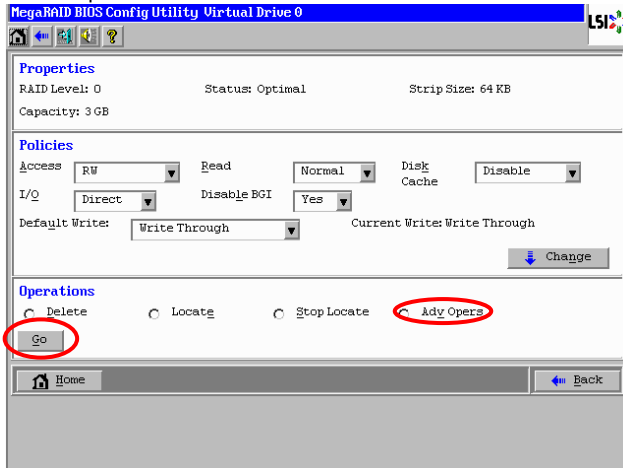 MegaRAID BIOS Config Utility Virtual Drive 0
LSI
Properties
RAID Level: 0 Status: Optimal Strip Size: 64 KB
Capacity: 3 GB
Policies
Access RW Read Normal Disk Cache Disable
I/O Direct Disable BGI Yes
Default Write: Write Through Current Write: Write Through
Change
Operations
Delete Locate Stop Locate Adv Opers
Go
Home Back